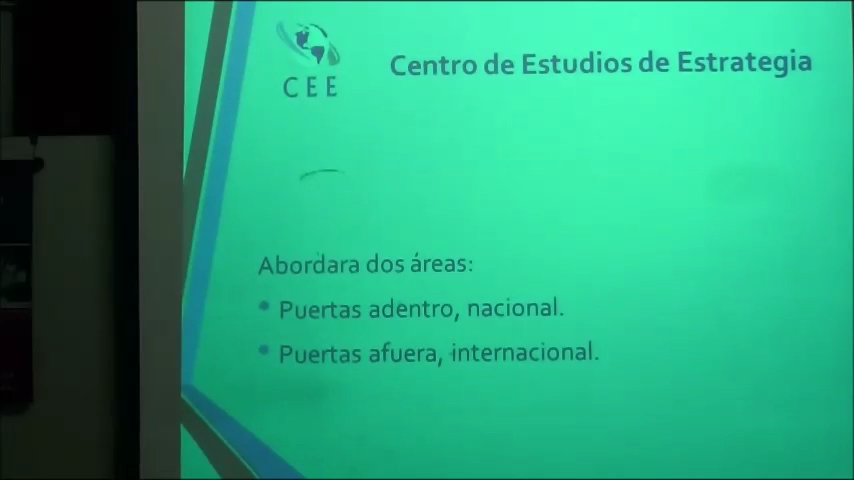 CEE
Centro de Estudios de Estrategia
Abordara dos áreas:
Puertas adentro, nacional.
Puertas afuera, internacional.